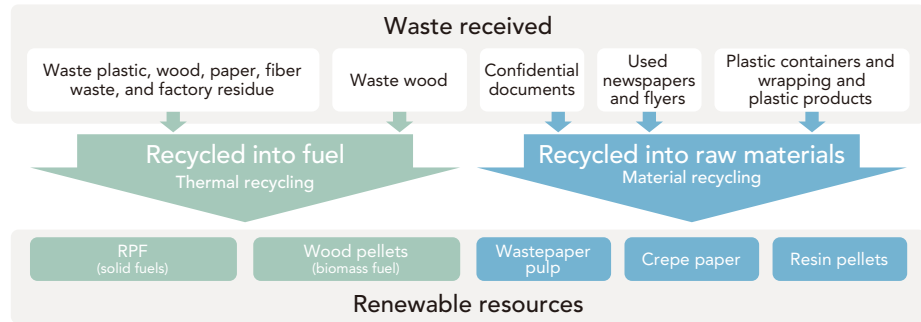 Waste received
Waste plastic, wood, paper, fiber
waste, and factory residue
Waste wood
Confidential
documents
Used
newspapers
and flyers
Plastic containers and
wrapping and
plastic products
Recycled into fuel
Thermal recycling
Recycled into raw materials
Material recycling
RPF
(solid fuels)
Wood pellets
(biomass fuel)
Wastepaper
pulp
Crepe paper
Resin pellets
Renewable resources